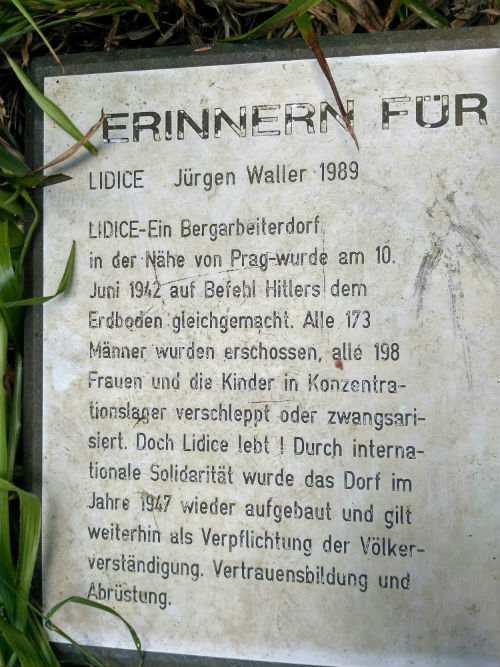 ERINNERN FÜR
LIDICE Jürgen Waller 1989
LIDICE-Ein Bergarbeiterdorf
in der Nähe von Prag-wurde am 10.
Juni 1942 auf Befehl Hitlers dem
Erdboden gleichgemacht. Alle 173
Männer wurden erschossen, alle 198
Frauen und die Kinder in Konzentra-
tionslager verschleppt oder zwangsari-
siert. Doch Lidice lebt ! Durch interna-
tionale Solidarität wurde das Dorf im
Jahre 1947 wieder aufgebaut und gilt
weiterhin als Verpflichtung der Völker-
verständigung. Vertrauensbildung und
Abrüstung.